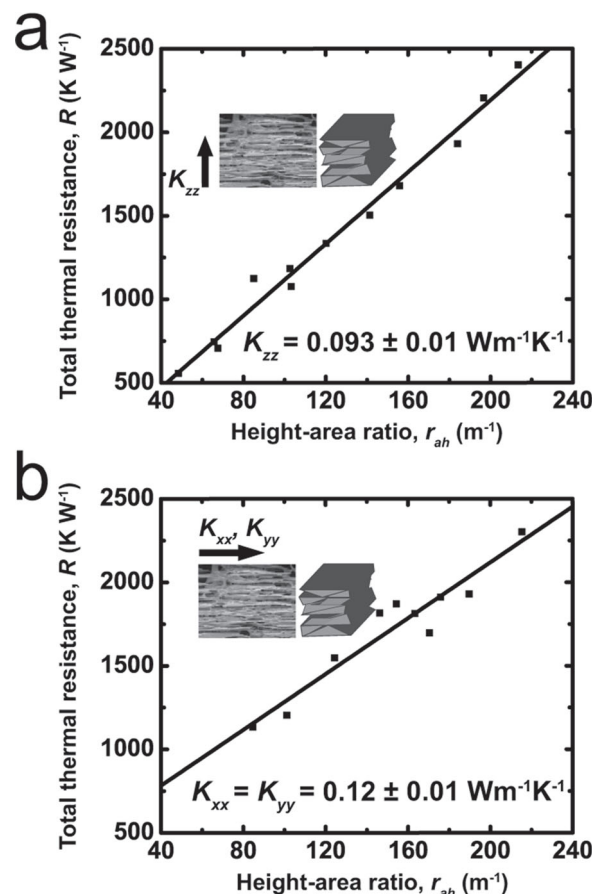 a
2500
2000
1500
1000
500
Total thermal resistance, R (K W⁻¹)
Kzz
Kzz = 0.093 ± 0.01 Wm⁻¹K⁻¹
40 80 120 160 200 240
Height-area ratio, rah (m⁻¹)
b
2500
2000
1500
1000
500
Total thermal resistance, R (K W⁻¹)
Kxx, Kyy
Kxx = Kyy = 0.12 ± 0.01 Wm⁻¹K⁻¹
40 80 120 160 200 240
Height-area ratio, rah (m⁻¹)